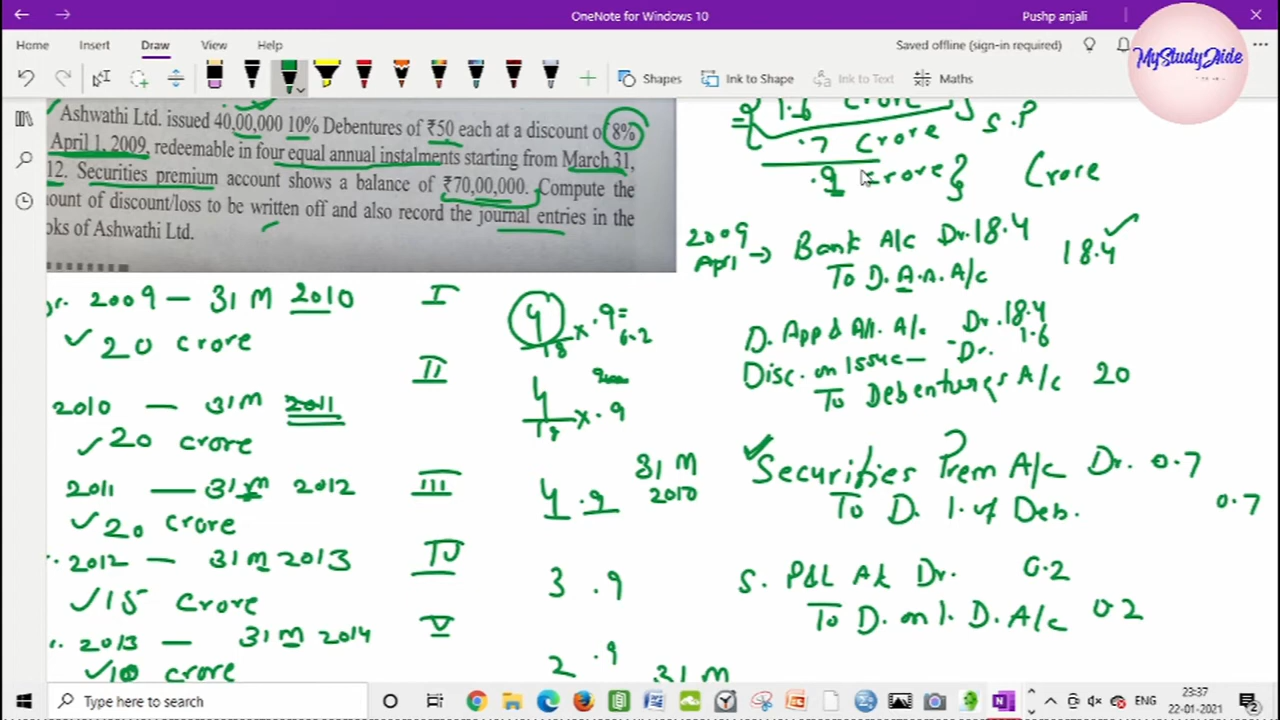 OneNote for Windows 10
Pushp anjali
Home Insert Draw View Help
Saved offline (sign-in required)
MyStudyZide
Shapes Ink to Shape Ink to Text Maths
Ashwathi Ltd. issued 40,00,000 10% Debentures of ₹50 each at a discount o 8%
April 1, 2009, redeemable in four equal annual instalments starting from March 31,
12. Securities premium account shows a balance of ₹70,00,000. Compute the
ount of discount/loss to be written off and also record the journal entries in the
oks of Ashwathi Ltd.
1.6 Crore
.7 Crore
S.P
.9 Crore Crore
2009 April → Bank A/c Dr. 18.4
To D. A. A/c 18.4
D. App & All. A/c Dr. 18.4
Disc. on Issue - Dr. 1.6
To Debentures A/c 20
Securities Prem A/c Dr. 0.7
To D. I. of Deb. 0.7
S. P&L A/c Dr. 0.2
To D. on I. D. A/c 0.2
r. 2009 — 31 M 2010 I
20 crore
4/18 x .9 =
2010 — 31 M 2011 II
20 crore
4/18 x .9
2011 — 31 M 2012 III
20 crore
4 .9
31 M
2010
2012 — 31 M 2013 IV
15 crore
3 .9
2013 — 31 M 2014 V
10 crore
2 .9
31 M
Type here to search
ENG
23:37
22-01-2021
2